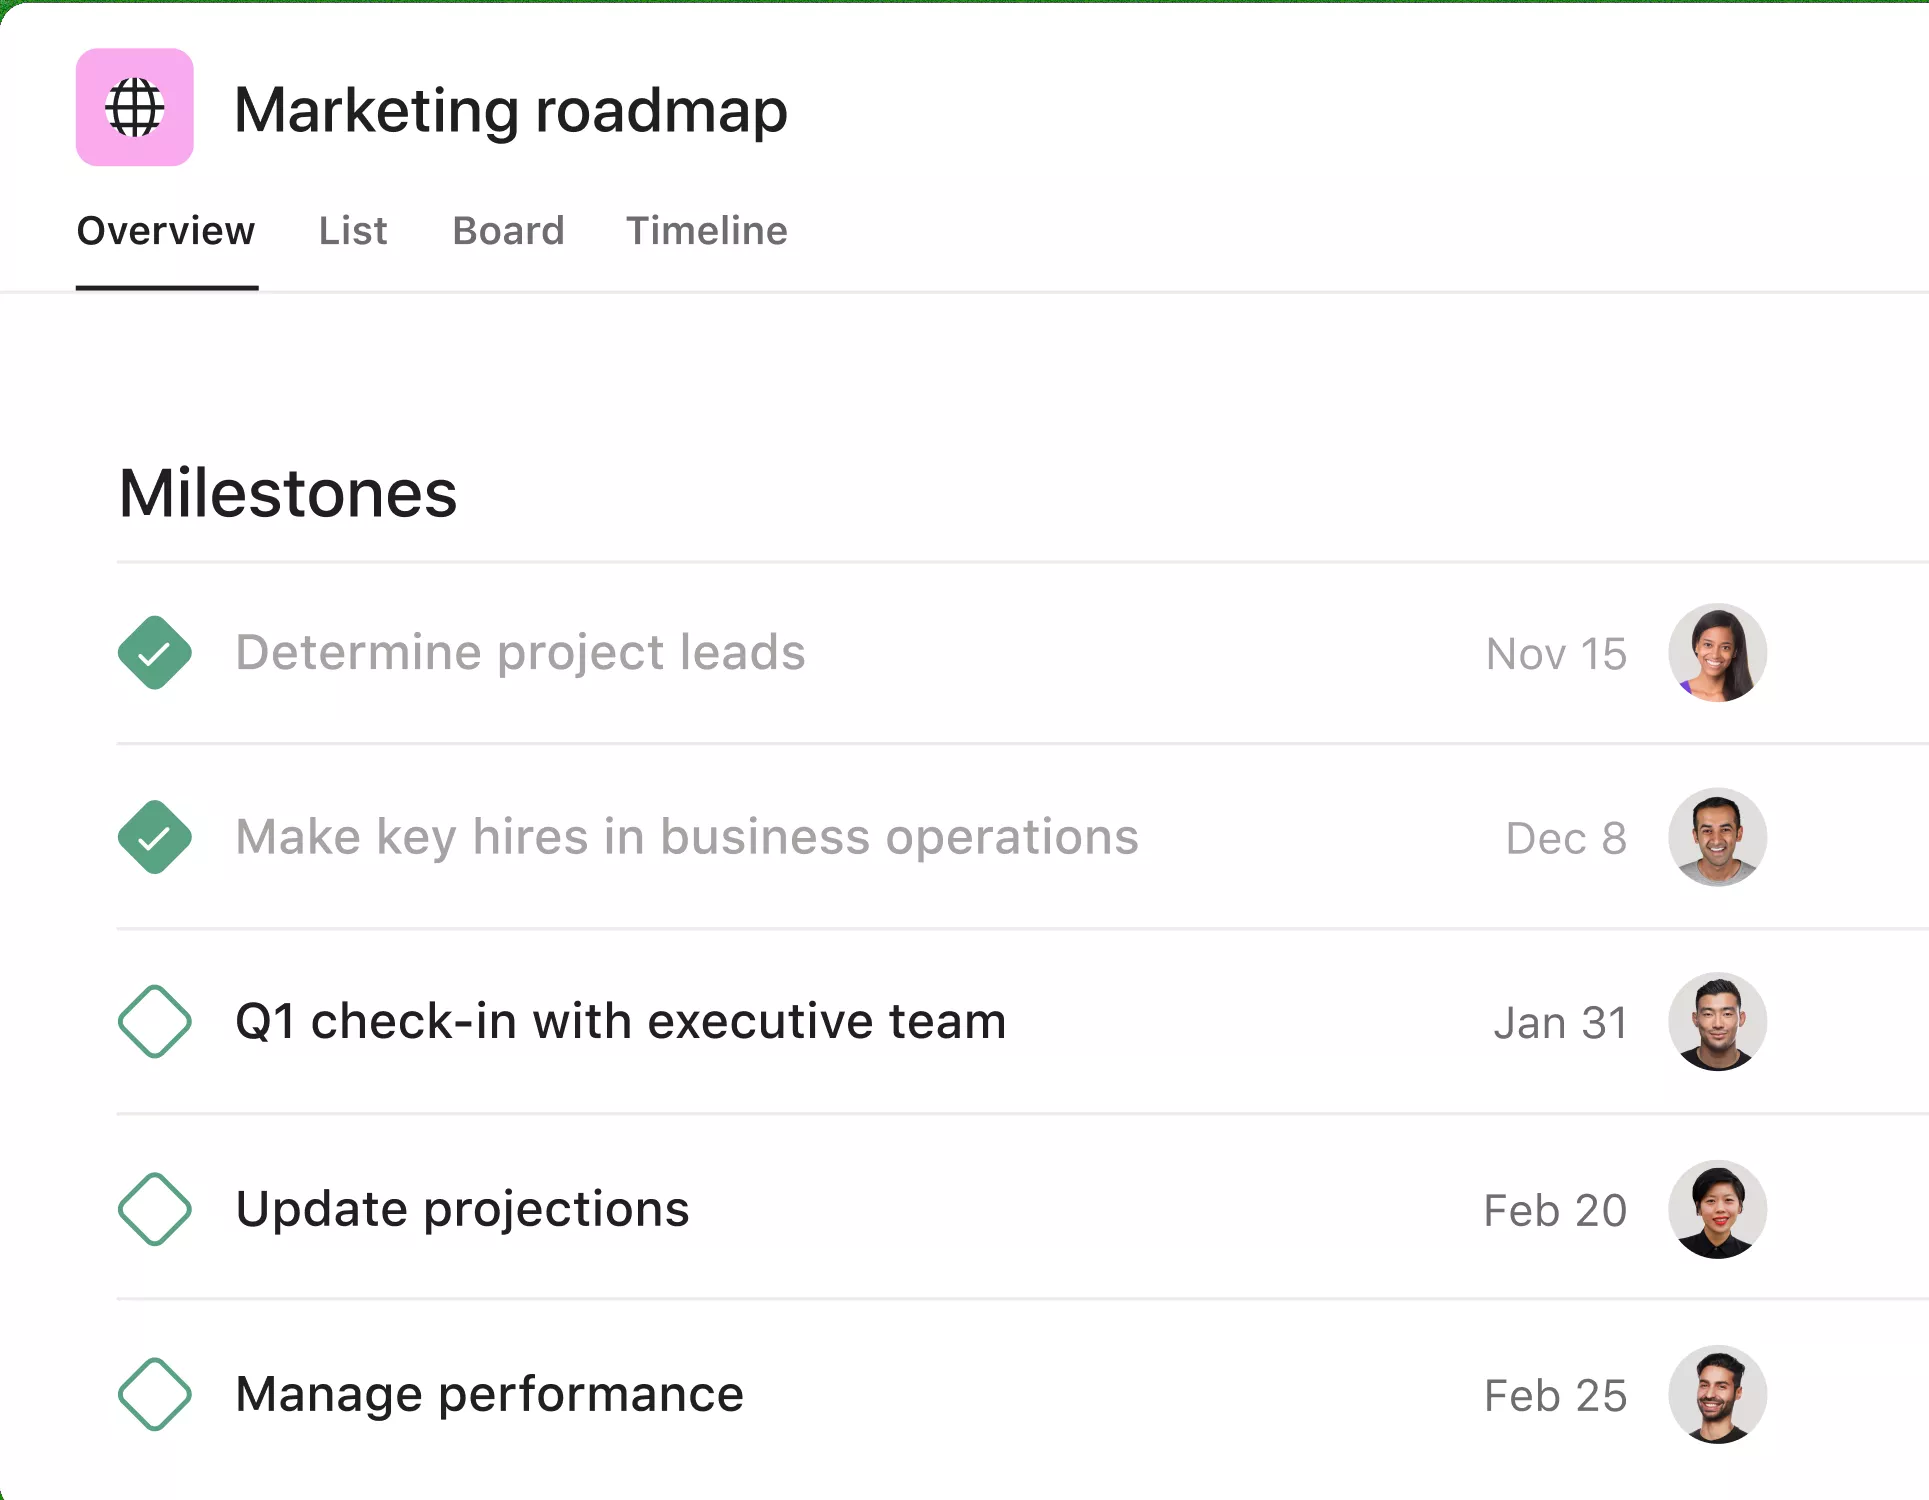 Marketing roadmap
Overview List Board Timeline
Milestones
Determine project leads Nov 15
Make key hires in business operations Dec 8
Q1 check-in with executive team Jan 31
Update projections Feb 20
Manage performance Feb 25